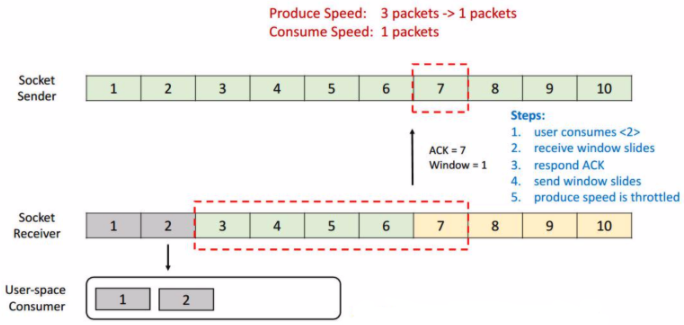 Produce Speed: 3 packets -> 1 packets
Consume Speed: 1 packets
Socket
Sender
1 2 3 4 5 6 7 8 9 10
ACK = 7
Window = 1
Steps:
1. user consumes <2>
2. receive window slides
3. respond ACK
4. send window slides
5. produce speed is throttled
Socket
Receiver
1 2 3 4 5 6 7 8 9 10
User-space
Consumer
1 2